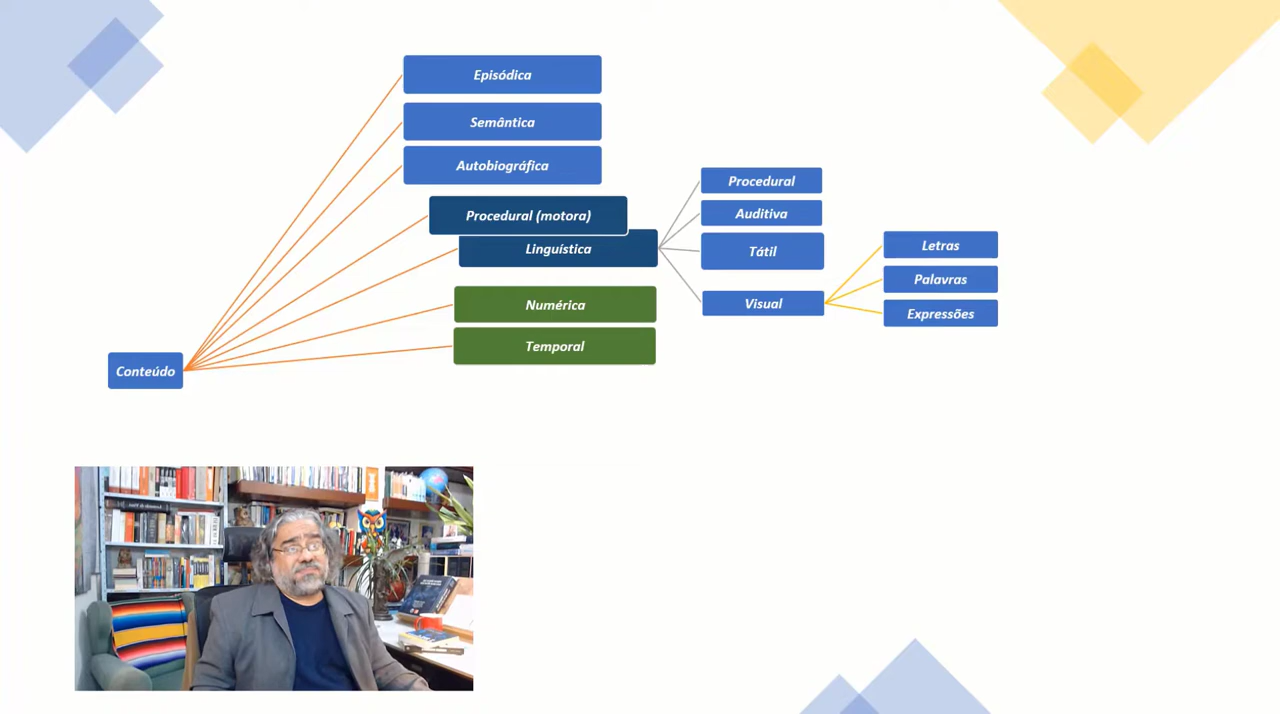 Episódica
Semântica
Autobiográfica
Procedural (motora)
Linguística
Numérica
Temporal
Conteúdo
Procedural
Auditiva
Tátil
Visual
Letras
Palavras
Expressões